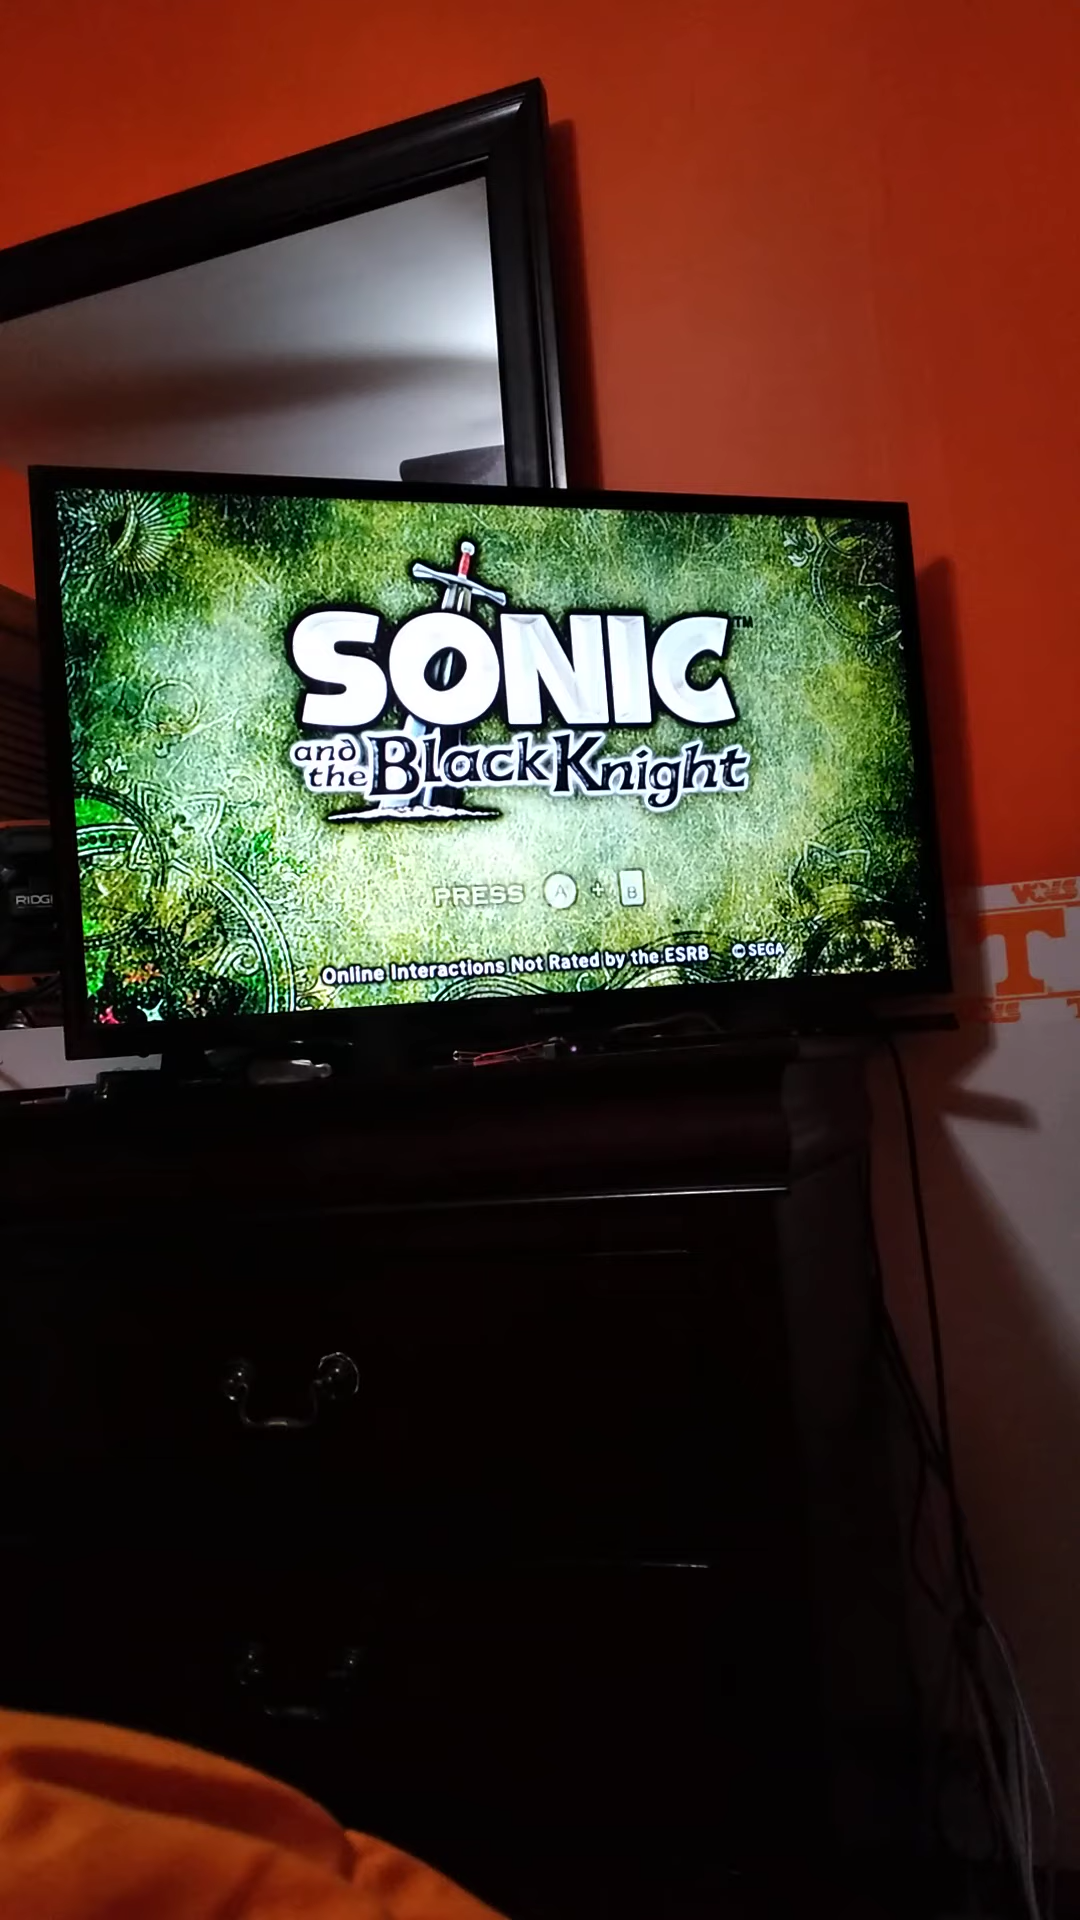 SONIC™
and
the Black Knight
PRESS A + B
Online Interactions Not Rated by the ESRB ©SEGA
RIDGI
VOLS
T